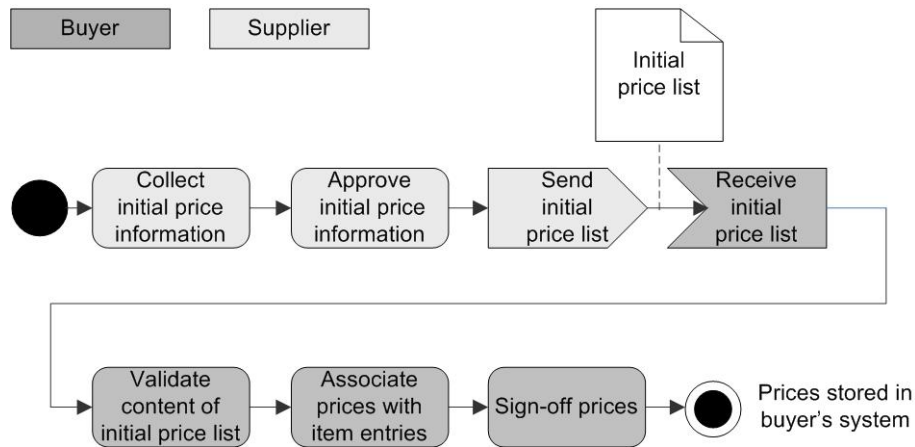 Buyer
Supplier
Initial
price list
Collect
initial price
information
Approve
initial price
information
Send
initial
price list
Receive
initial
price list
Validate
content of
initial price list
Associate
prices with
item entries
Sign-off prices
Prices stored in
buyer's system